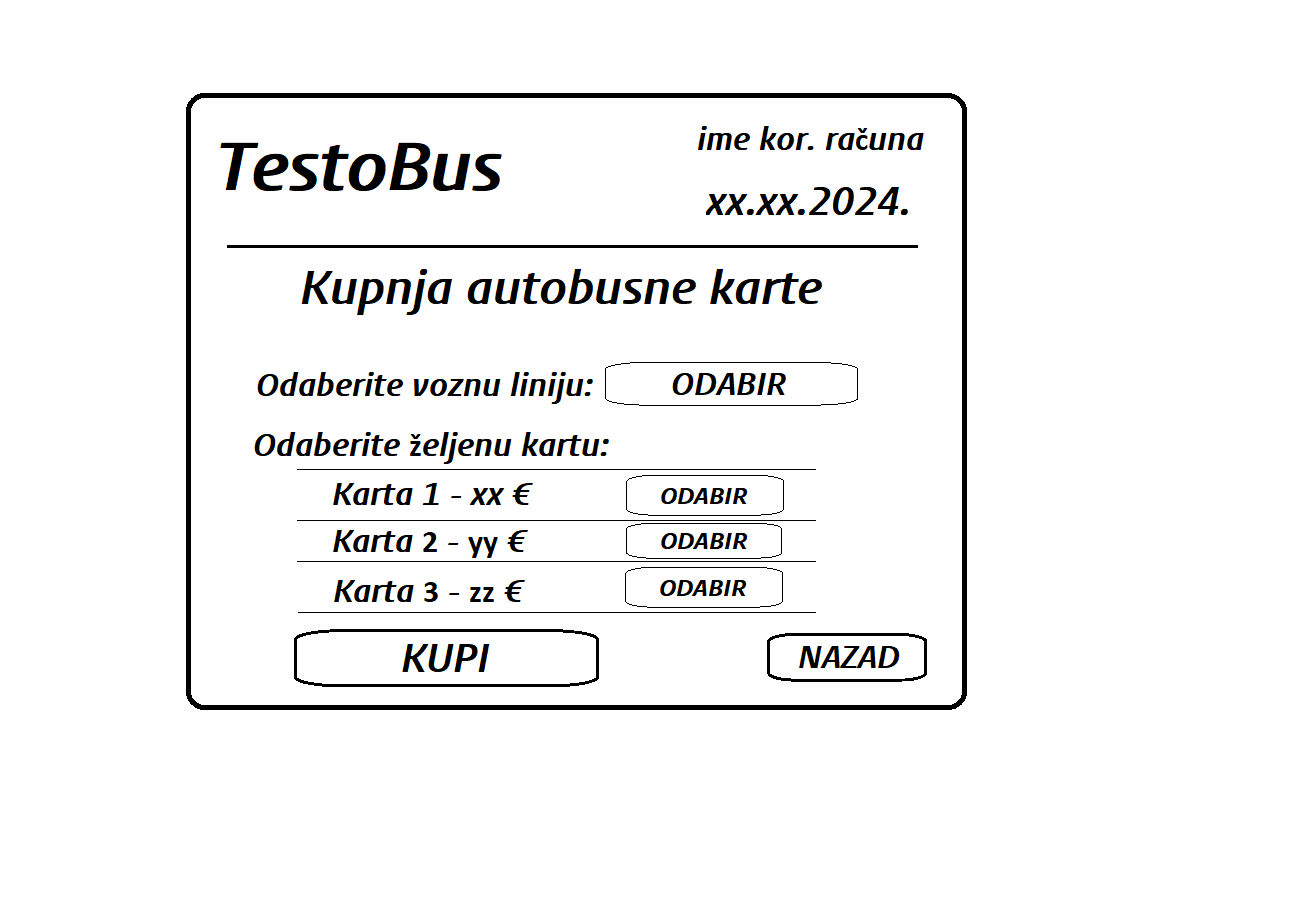 TestoBus
ime kor. računa
xx.xx.2024.
Kupnja autobusne karte
Odaberite voznu liniju: ODABIR
Odaberite željenu kartu:
Karta 1 - xx € ODABIR
Karta 2 - yy € ODABIR
Karta 3 - zz € ODABIR
KUPI NAZAD